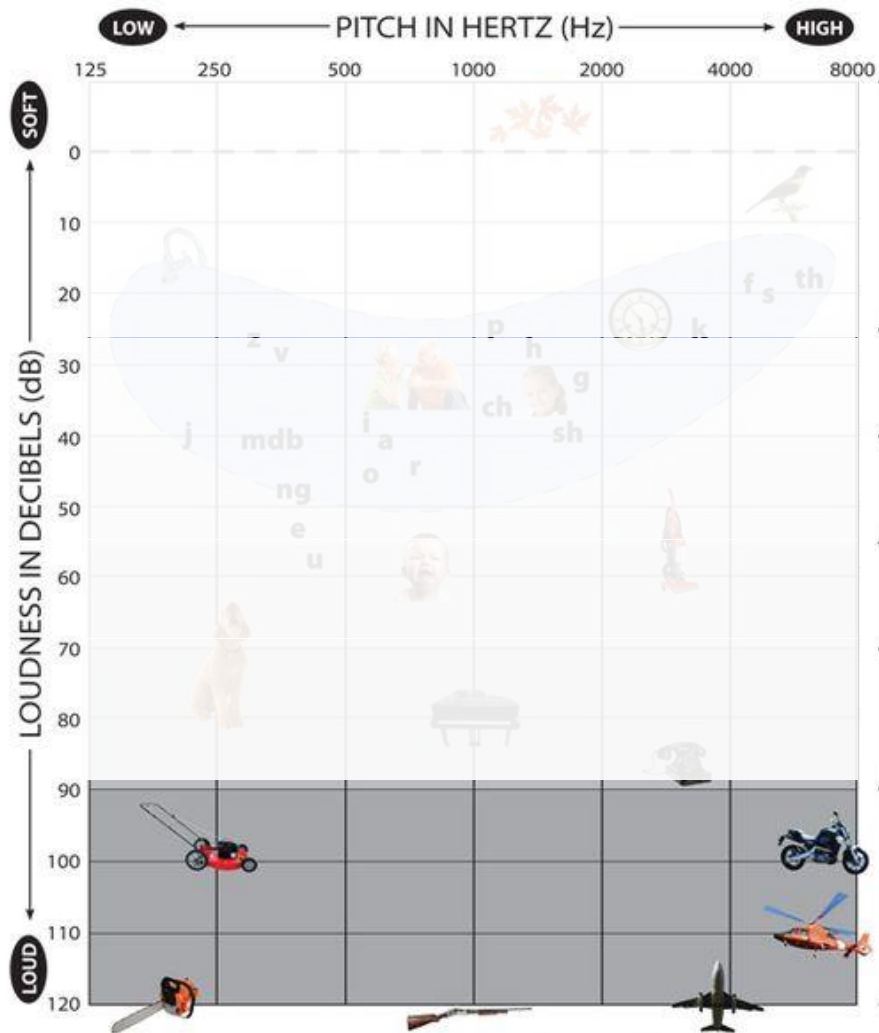 LOW PITCH IN HERTZ (Hz) HIGH
125 250 500 1000 2000 4000 8000
SOFT
LOUDNESS IN DECIBELS (dB)
LOUD
0
10
20
30
40
50
60
70
80
90
100
110
120
f s th
z v p h k
j mdb i a ch g sh
ng o r
e
u